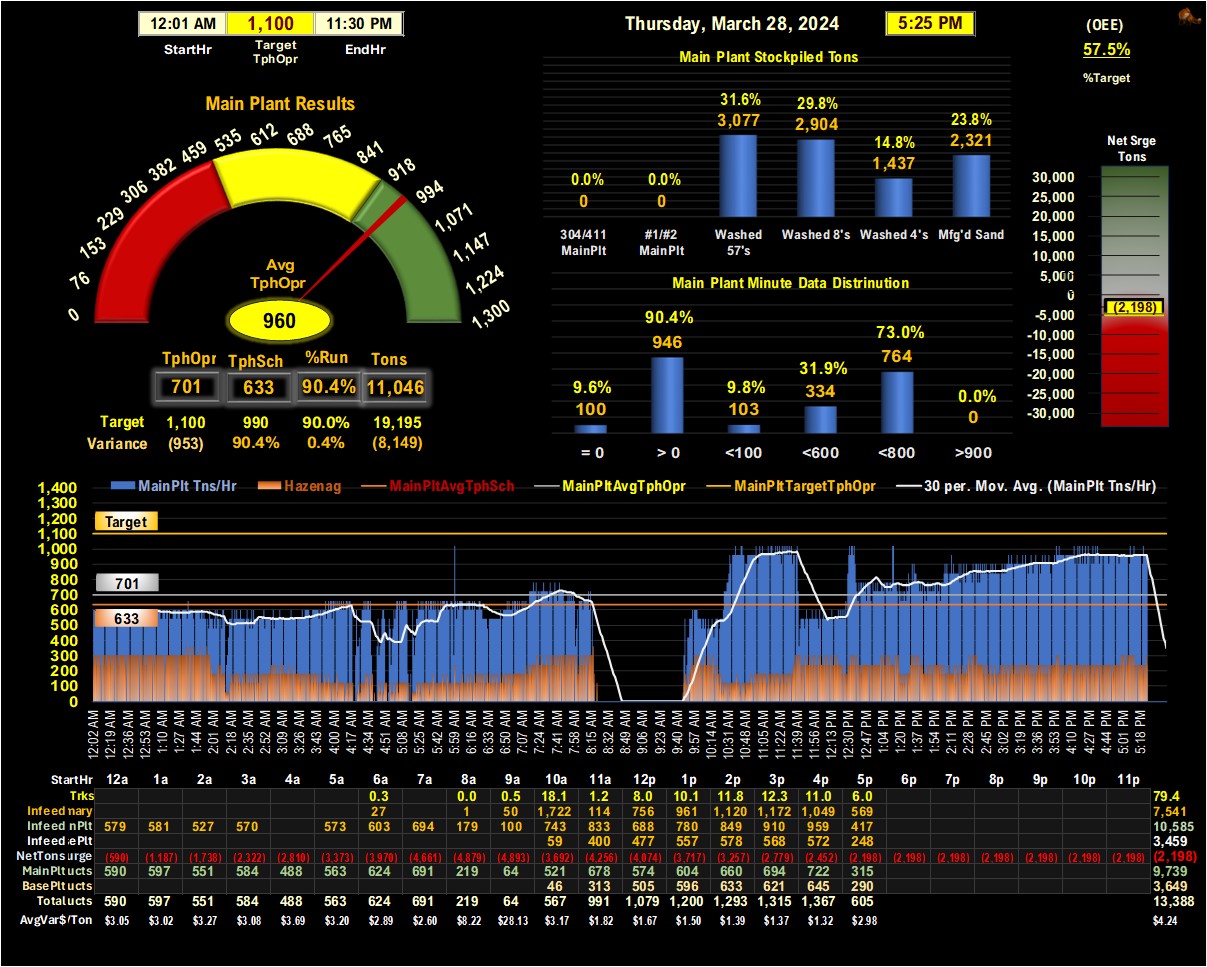 12:01 AM 1,100 11:30 PM
StartHr Target TphOpr EndHr
Thursday, March 28, 2024 5:25 PM
(OEE)
57.5%
%Target
Main Plant Results
0 76 153 229 306 382 459 535 612 688 765 841 918 994 1,071 1,147 1,224 1,300
Avg
TphOpr
960
TphOpr TphSch %Run Tons
701 633 90.4% 11,046
Target 1,100 990 90.0% 19,195
Variance (953) 90.4% 0.4% (8,149)
Main Plant Stockpiled Tons
0.0% 0.0% 31.6% 29.8% 14.8% 23.8%
0 0 3,077 2,904 1,437 2,321
304/411 MainPlt #1/#2 MainPlt Washed 57's Washed 8's Washed 4's Mfg'd Sand
Main Plant Minute Data Distrinution
9.6% 90.4% 9.8% 31.9% 73.0% 0.0%
100 946 103 334 764 0
= 0 > 0 <100 <600 <800 >900
Net Srge
Tons
30,000
25,000
20,000
15,000
10,000
5,000
0
(2,198)
-5,000
-10,000
-15,000
-20,000
-25,000
-30,000
MainPlt Tns/Hr Hazenag MainPltAvgTphSch MainPltAvgTphOpr MainPltTargetTphOpr 30 per. Mov. Avg. (MainPlt Tns/Hr)
1,400
1,300
1,200
1,100
1,000
900
800
700
600
500
400
300
200
100
0
Target
701
633
12:02 AM 12:19 AM 12:36 AM 12:53 AM 1:10 AM 1:27 AM 1:44 AM 2:01 AM 2:18 AM 2:35 AM 2:52 AM 3:09 AM 3:26 AM 3:43 AM 4:00 AM 4:17 AM 4:34 AM 4:51 AM 5:08 AM 5:25 AM 5:42 AM 5:59 AM 6:16 AM 6:33 AM 6:50 AM 7:07 AM 7:24 AM 7:41 AM 7:58 AM 8:15 AM 8:32 AM 8:49 AM 9:06 AM 9:23 AM 9:40 AM 9:57 AM 10:14 AM 10:31 AM 10:48 AM 11:05 AM 11:22 AM 11:39 AM 11:56 AM 12:13 PM 12:30 PM 12:47 PM 1:04 PM 1:20 PM 1:37 PM 1:54 PM 2:11 PM 2:28 PM 2:45 PM 3:02 PM 3:19 PM 3:36 PM 3:53 PM 4:10 PM 4:27 PM 4:44 PM 5:01 PM 5:18 PM
StartHr 12a 1a 2a 3a 4a 5a 6a 7a 8a 9a 10a 11a 12p 1p 2p 3p 4p 5p 6p 7p 8p 9p 10p 11p
Trks 0.3 0.0 0.5 18.1 1.2 8.0 10.1 11.8 12.3 11.0 6.0 79.4
Infeed nary 27 1 50 1,722 114 756 961 1,120 1,172 1,049 569 7,541
Infeed nPlt 579 581 527 570 573 603 694 179 100 743 833 688 780 849 910 959 417 10,585
Infeed ePlt 59 400 477 557 578 568 572 248 3,459
NetTons urge (590) (1,187) (1,738) (2,322) (2,810) (3,373) (3,970) (4,661) (4,879) (4,893) (3,692) (4,256) (4,074) (3,717) (3,257) (2,779) (2,452) (2,198) (2,198) (2,198) (2,198) (2,198) (2,198) (2,198) (2,198)
MainPlt ucts 590 597 551 584 488 563 624 691 219 64 521 678 574 604 660 694 722 315 9,739
BasePlt ucts 46 313 505 596 633 621 645 290 3,649
Total ucts 590 597 551 584 488 563 624 691 219 64 567 991 1,079 1,200 1,293 1,315 1,367 605 13,388
AvgVar$/Ton $3.05 $3.02 $3.27 $3.08 $3.69 $3.20 $2.89 $2.60 $8.22 $28.13 $3.17 $1.82 $1.67 $1.50 $1.39 $1.37 $1.32 $2.98 $4.24